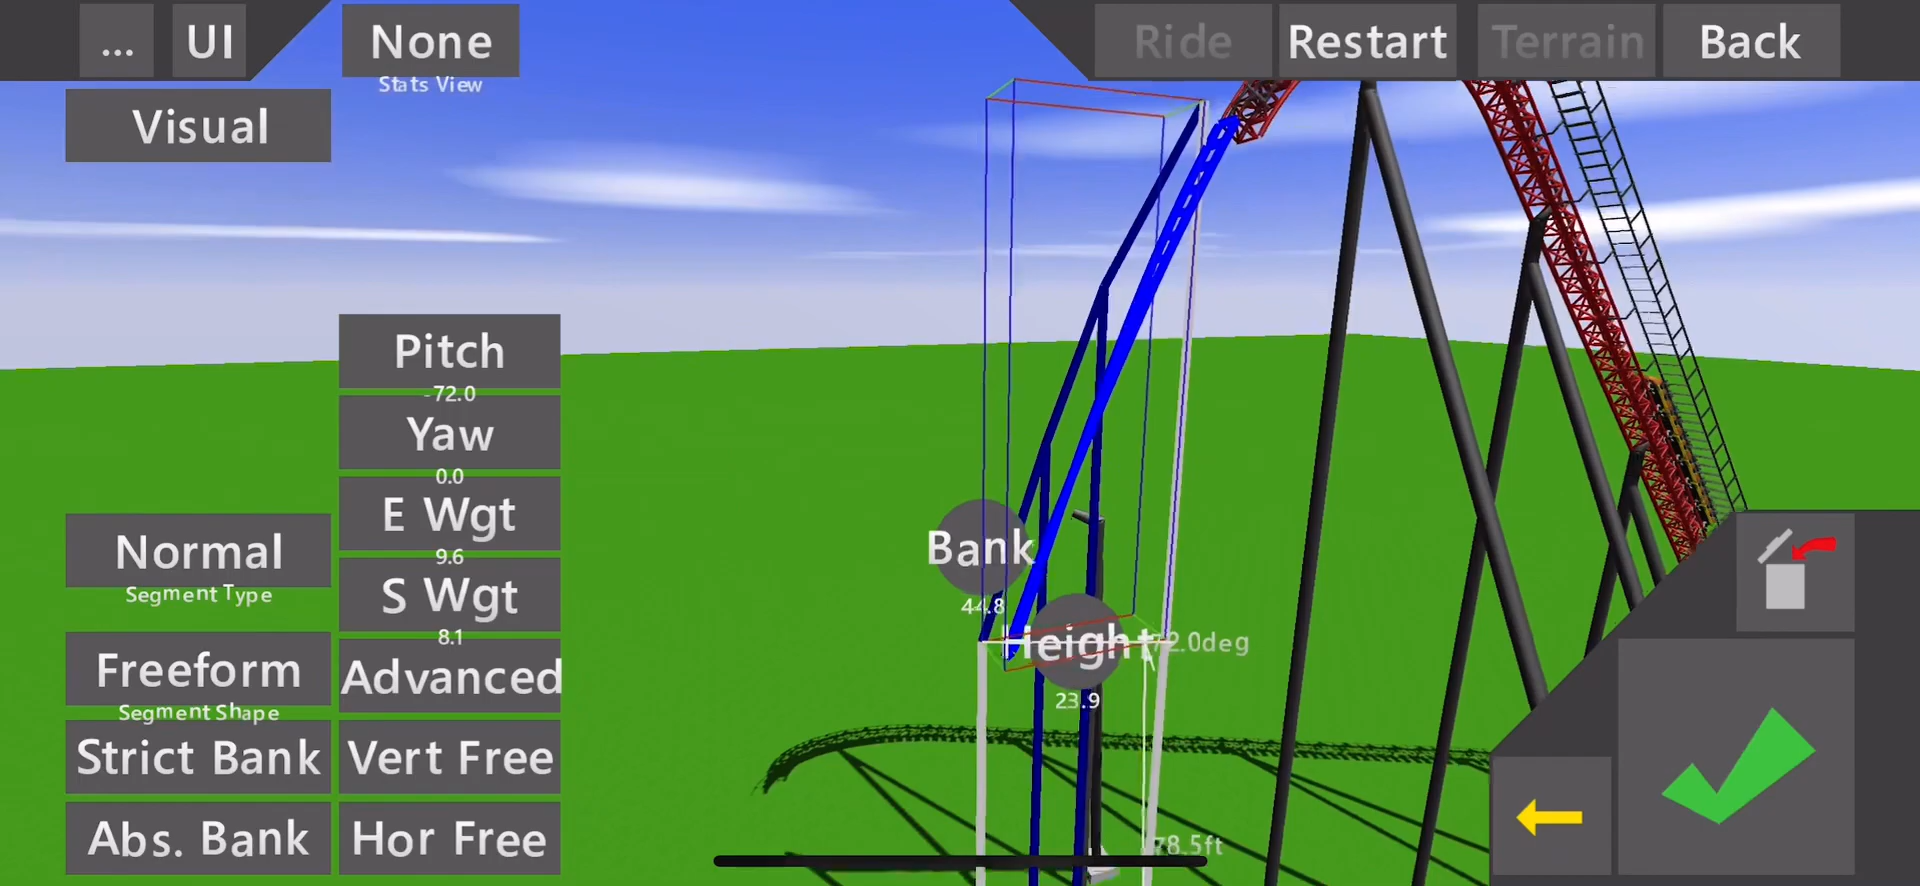 ... UI None Ride Restart Terrain Back
Stats View
Visual
Pitch
-72.0
Yaw
0.0
E Wgt
9.6
S Wgt
8.1
Normal
Segment Type
Freeform
Segment Shape
Advanced
Strict Bank
Vert Free
Abs. Bank
Hor Free
Bank
44.8
Height
72.0deg
23.9
78.5ft